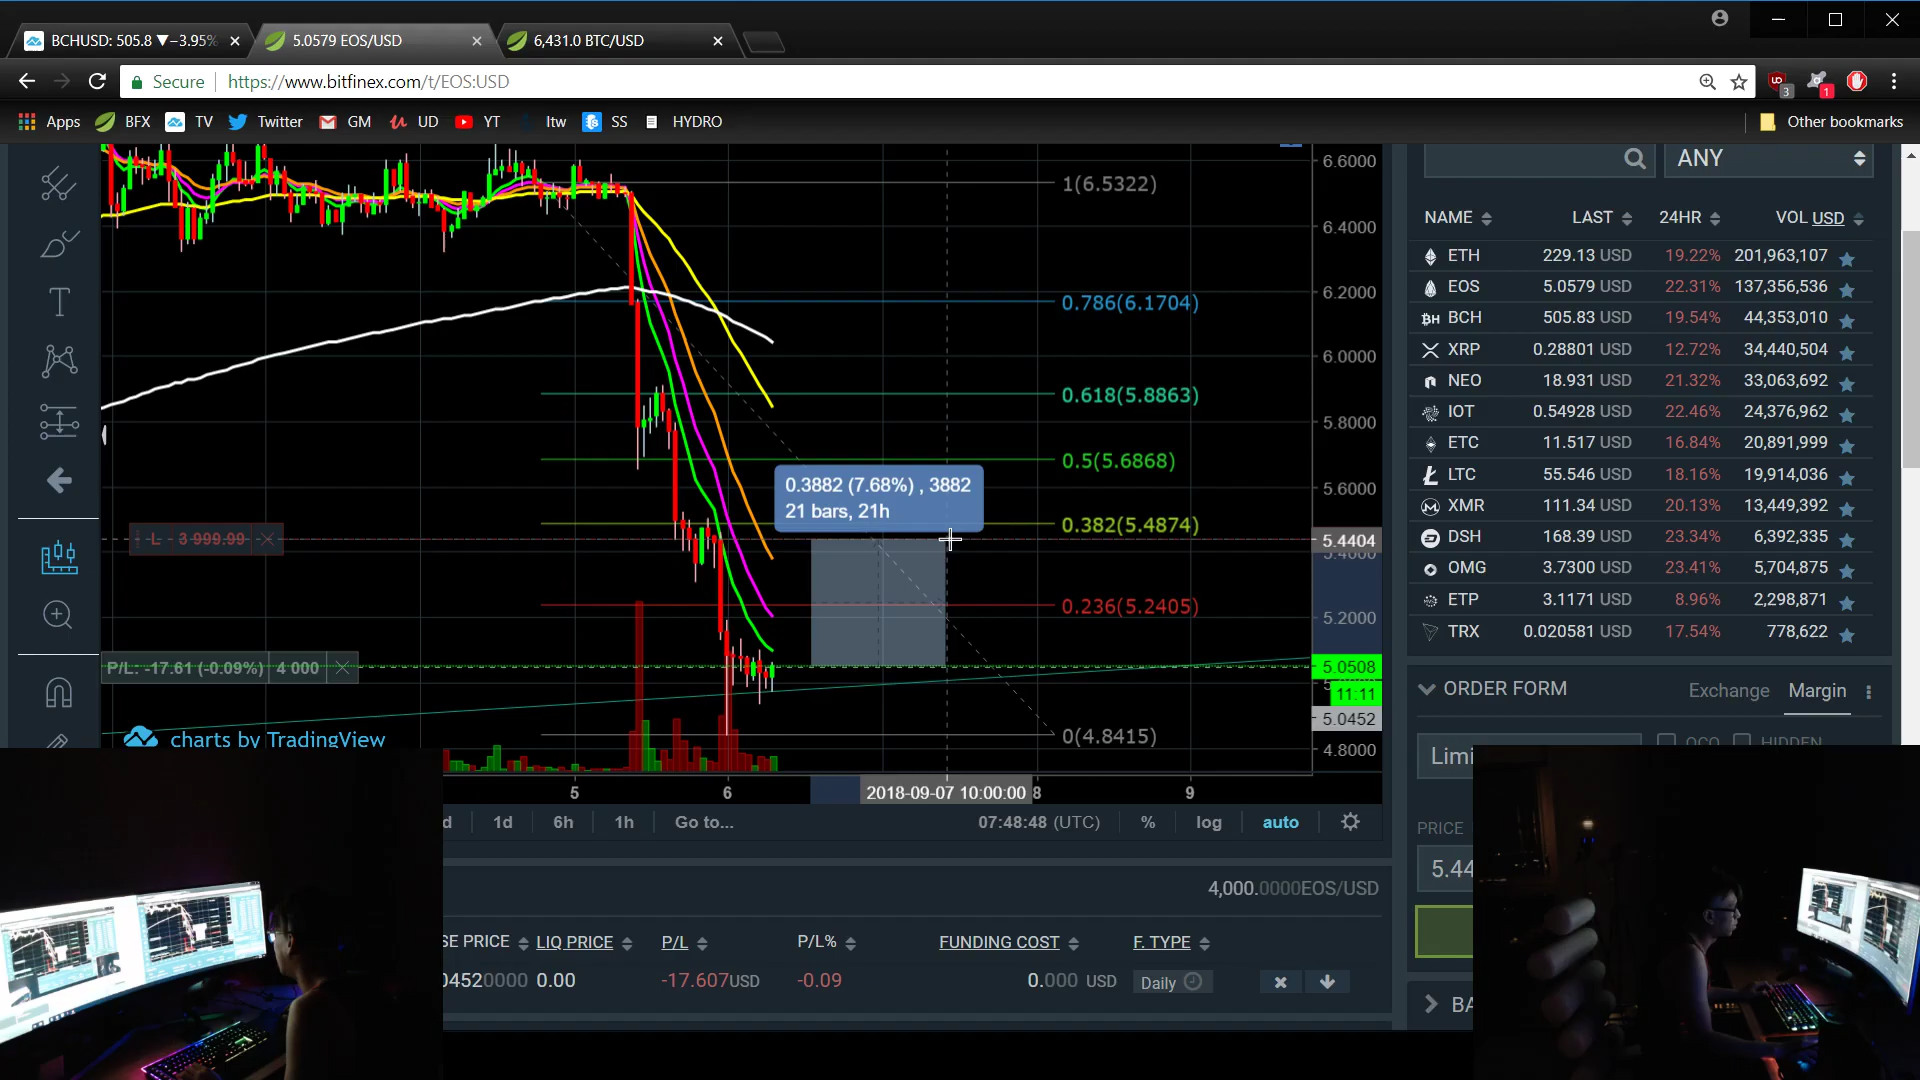 BCHUSD: 505.8 ▼−3.95%
5.0579 EOS/USD
6,431.0 BTC/USD
Secure
https://www.bitfinex.com/t/EOS:USD
3
1
Apps
BFX
TV
Twitter
GM
UD
YT
Itw
SS
HYDRO
Other bookmarks
6.6000
6.4000
6.2000
6.0000
5.8000
5.6000
5.4404
5.2000
5.0508
11:11
5.0452
4.8000
1(6.5322)
0.786(6.1704)
0.618(5.8863)
0.5(5.6868)
0.382(5.4874)
0.236(5.2405)
0(4.8415)
0.3882 (7.68%) , 3882
21 bars, 21h
L
3 999.99
P/L: -17.61 (-0.09%)
4 000
charts by TradingView
5
6
2018-09-07 10:00:00
8
9
1d
6h
1h
Go to...
07:48:48 (UTC)
%
log
auto
4,000.0000EOS/USD
SE PRICE
LIQ PRICE
P/L
P/L%
FUNDING COST
F. TYPE
04520000
0.00
-17.607USD
-0.09
0.000 USD
Daily
ANY
NAME LAST 24HR VOL USD
ETH 229.13 USD 19.22% 201,963,107
EOS 5.0579 USD 22.31% 137,356,536
BCH 505.83 USD 19.54% 44,353,010
XRP 0.28801 USD 12.72% 34,440,504
NEO 18.931 USD 21.32% 33,063,692
IOT 0.54928 USD 22.46% 24,376,962
ETC 11.517 USD 16.84% 20,891,999
LTC 55.546 USD 18.16% 19,914,036
XMR 111.34 USD 20.13% 13,449,392
DSH 168.39 USD 23.34% 6,392,335
OMG 3.7300 USD 23.41% 5,704,875
ETP 3.1171 USD 8.96% 2,298,871
TRX 0.020581 USD 17.54% 778,622
ORDER FORM
Exchange
Margin
Limi
OCO
HIDDEN
PRICE
5.44
BA